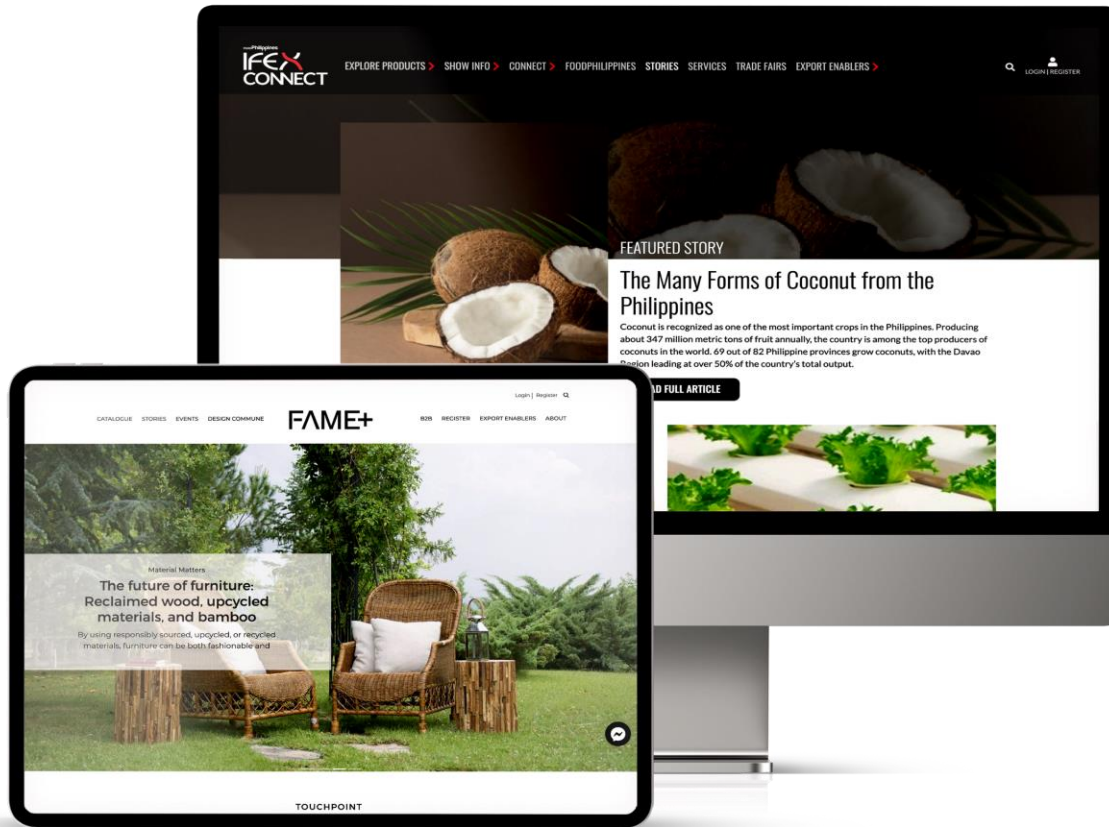 Philippines
IFEX
CONNECT
EXPLORE PRODUCTS > SHOW INFO > CONNECT > FOODPHILIPPINES STORIES SERVICES TRADE FAIRS EXPORT ENABLERS >
LOGIN | REGISTER
FEATURED STORY
The Many Forms of Coconut from the
Philippines
Coconut is recognized as one of the most important crops in the Philippines. Producing
about 347 million metric tons of fruit annually, the country is among the top producers of
coconuts in the world. 69 out of 82 Philippine provinces grow coconuts, with the Davao
Region leading at over 50% of the country's total output.
FULL ARTICLE
Login | Register
CATALOGUE STORIES EVENTS DESIGN COMMUNE FAME+ B2B REGISTER EXPORT ENABLERS ABOUT
Material Matters
The future of furniture:
Reclaimed wood, upcycled
materials, and bamboo
By using responsibly sourced, upcycled, or recycled
materials, furniture can be both fashionable and
TOUCHPOINT